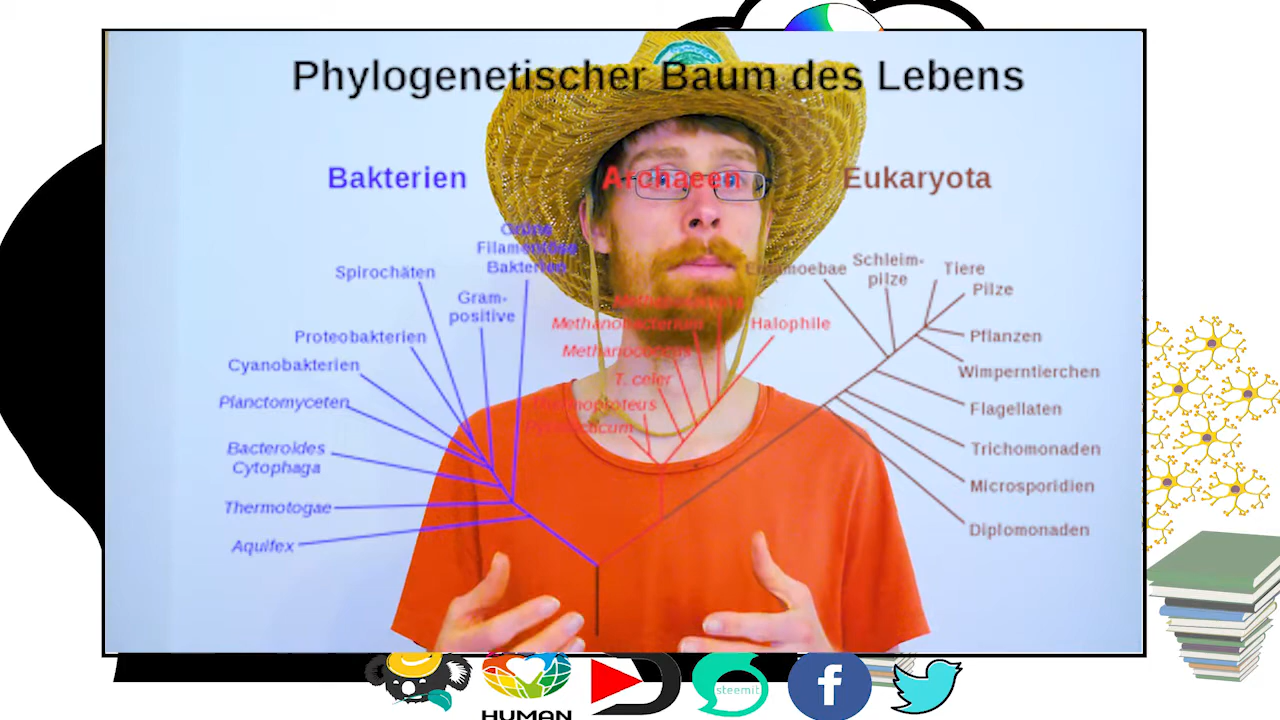 Phylogenetischer Baum des Lebens
Bakterien
Archaeen
Eukaryota
Grüne
Filamentöse
Bakterien
Spirochäten
Gram-
positive
Proteobakterien
Cyanobakterien
Planctomyceten
Bacteroides
Cytophaga
Thermotogae
Aquifex
Methanobacterium
Halophile
Methanococcus
T. celer
Thermoproteus
Entamoebae
Schleim-
pilze
Tiere
Pilze
Pflanzen
Wimperntierchen
Flagellaten
Trichomonaden
Microsporidien
Diplomonaden
HUMAN
steemit
f